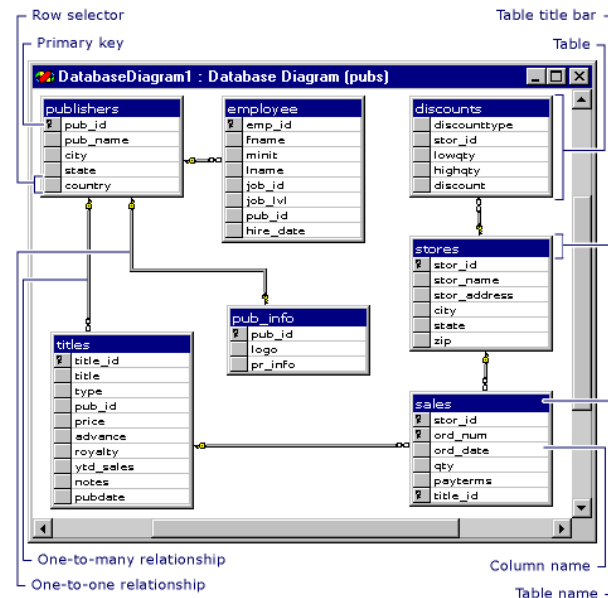 Row selector
Primary key
Table title bar
Table
DatabaseDiagram1 : Database Diagram (pubs)
publishers
pub_id
pub_name
city
state
country
employee
emp_id
fname
minit
lname
job_id
job_lvl
pub_id
hire_date
discounts
discounttype
stor_id
lowqty
highqty
discount
stores
stor_id
stor_name
stor_address
city
state
zip
pub_info
pub_id
logo
pr_info
titles
title_id
title
type
pub_id
price
advance
royalty
ytd_sales
notes
pubdate
sales
stor_id
ord_num
ord_date
qty
payterms
title_id
One-to-many relationship
One-to-one relationship
Column name
Table name